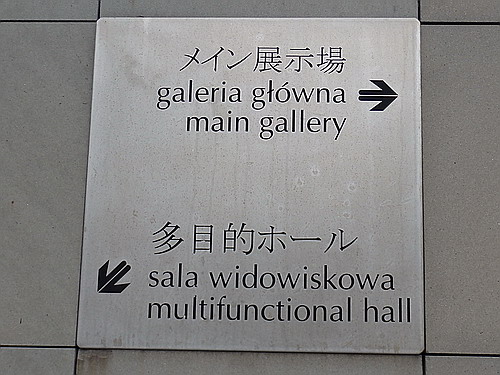 メイン展示場
galeria główna
main gallery
多目的ホール
sala widowiskowa
multifunctional hall